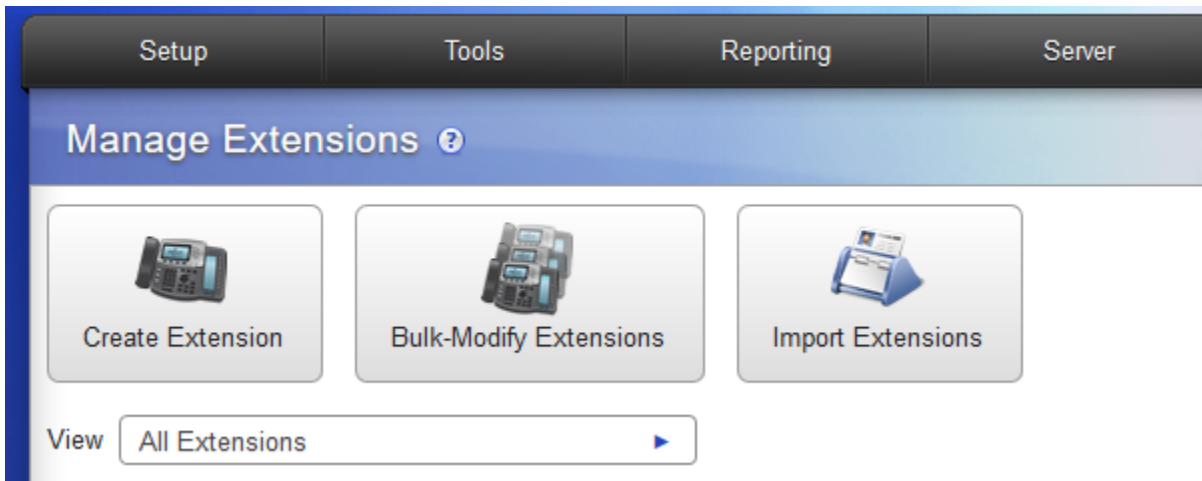 Setup Tools Reporting Server
Manage Extensions ?
Create Extension Bulk-Modify Extensions Import Extensions
View All Extensions